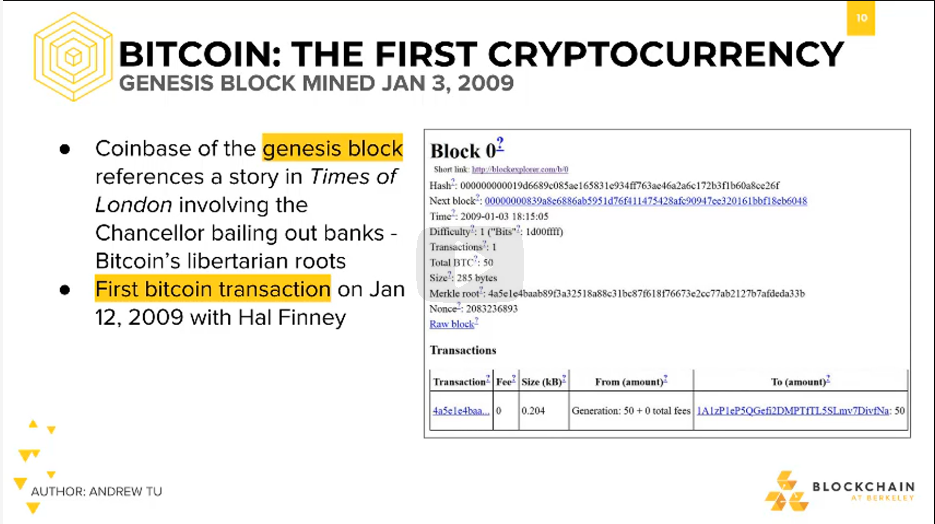 10
BITCOIN: THE FIRST CRYPTOCURRENCY
GENESIS BLOCK MINED JAN 3, 2009
● Coinbase of the genesis block
references a story in Times of
London involving the
Chancellor bailing out banks -
Bitcoin's libertarian roots
● First bitcoin transaction on Jan
12, 2009 with Hal Finney
Block 0?
Short link: http://blockexplorer.com/b/0
Hash?: 000000000019d6689c085ae165831e934ff763ae46a2a6c172b3f1b60a8ce26f
Next block?: 00000000839a8e6886ab5951d76f411475428afc90947ee320161bbf18eb6048
Time?: 2009-01-03 18:15:05
Difficulty?: 1 ("Bits"?: 1d00ffff)
Transactions?: 1
Total BTC?: 50
Size?: 285 bytes
Merkle root?: 4a5e1e4baab89f3a32518a88c31bc87f618f76673e2cc77ab2127b7afdeda33b
Nonce?: 2083236893
Raw block?
Transactions
Transaction? Fee? Size (kB)? From (amount)? To (amount)?
4a5e1e4baa... 0 0.204 Generation: 50 + 0 total fees 1A1zP1eP5QGefi2DMPTfTL5SLmv7DivfNa: 50
AUTHOR: ANDREW TU
BLOCKCHAIN
AT BERKELEY